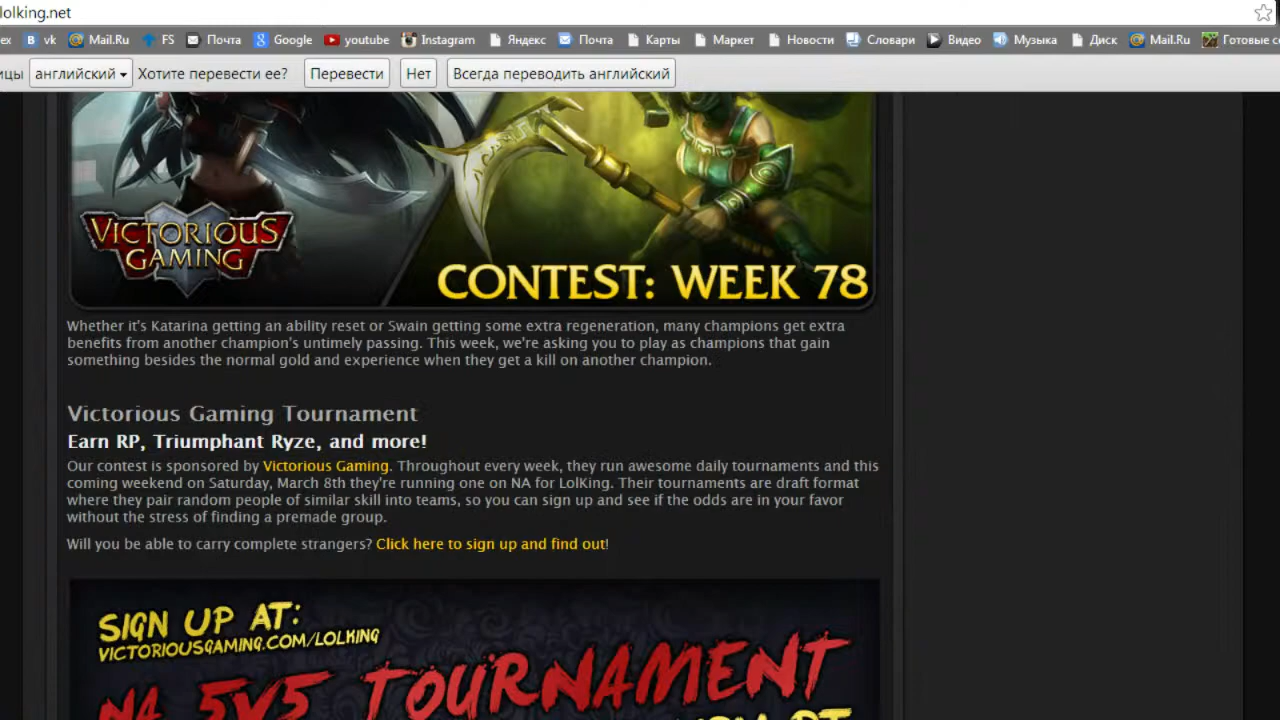 lolking.net
ex vk Mail.Ru FS Почта Google youtube Instagram Яндекс Почта Карты Маркет Новости Словари Видео Музыка Диск Mail.Ru Готовые
ицы английский Хотите перевести ее? Перевести Нет Всегда переводить английский
VICTORIOUS
GAMING
CONTEST: WEEK 78
Whether it's Katarina getting an ability reset or Swain getting some extra regeneration, many champions get extra
benefits from another champion's untimely passing. This week, we're asking you to play as champions that gain
something besides the normal gold and experience when they get a kill on another champion.
Victorious Gaming Tournament
Earn RP, Triumphant Ryze, and more!
Our contest is sponsored by Victorious Gaming. Throughout every week, they run awesome daily tournaments and this
coming weekend on Saturday, March 8th they're running one on NA for LolKing. Their tournaments are draft format
where they pair random people of similar skill into teams, so you can sign up and see if the odds are in your favor
without the stress of finding a premade group.
Will you be able to carry complete strangers? Click here to sign up and find out!
SIGN UP AT:
VICTORIOUSGAMING.COM/LOLKING
NA 5V5 TOURNAMENT